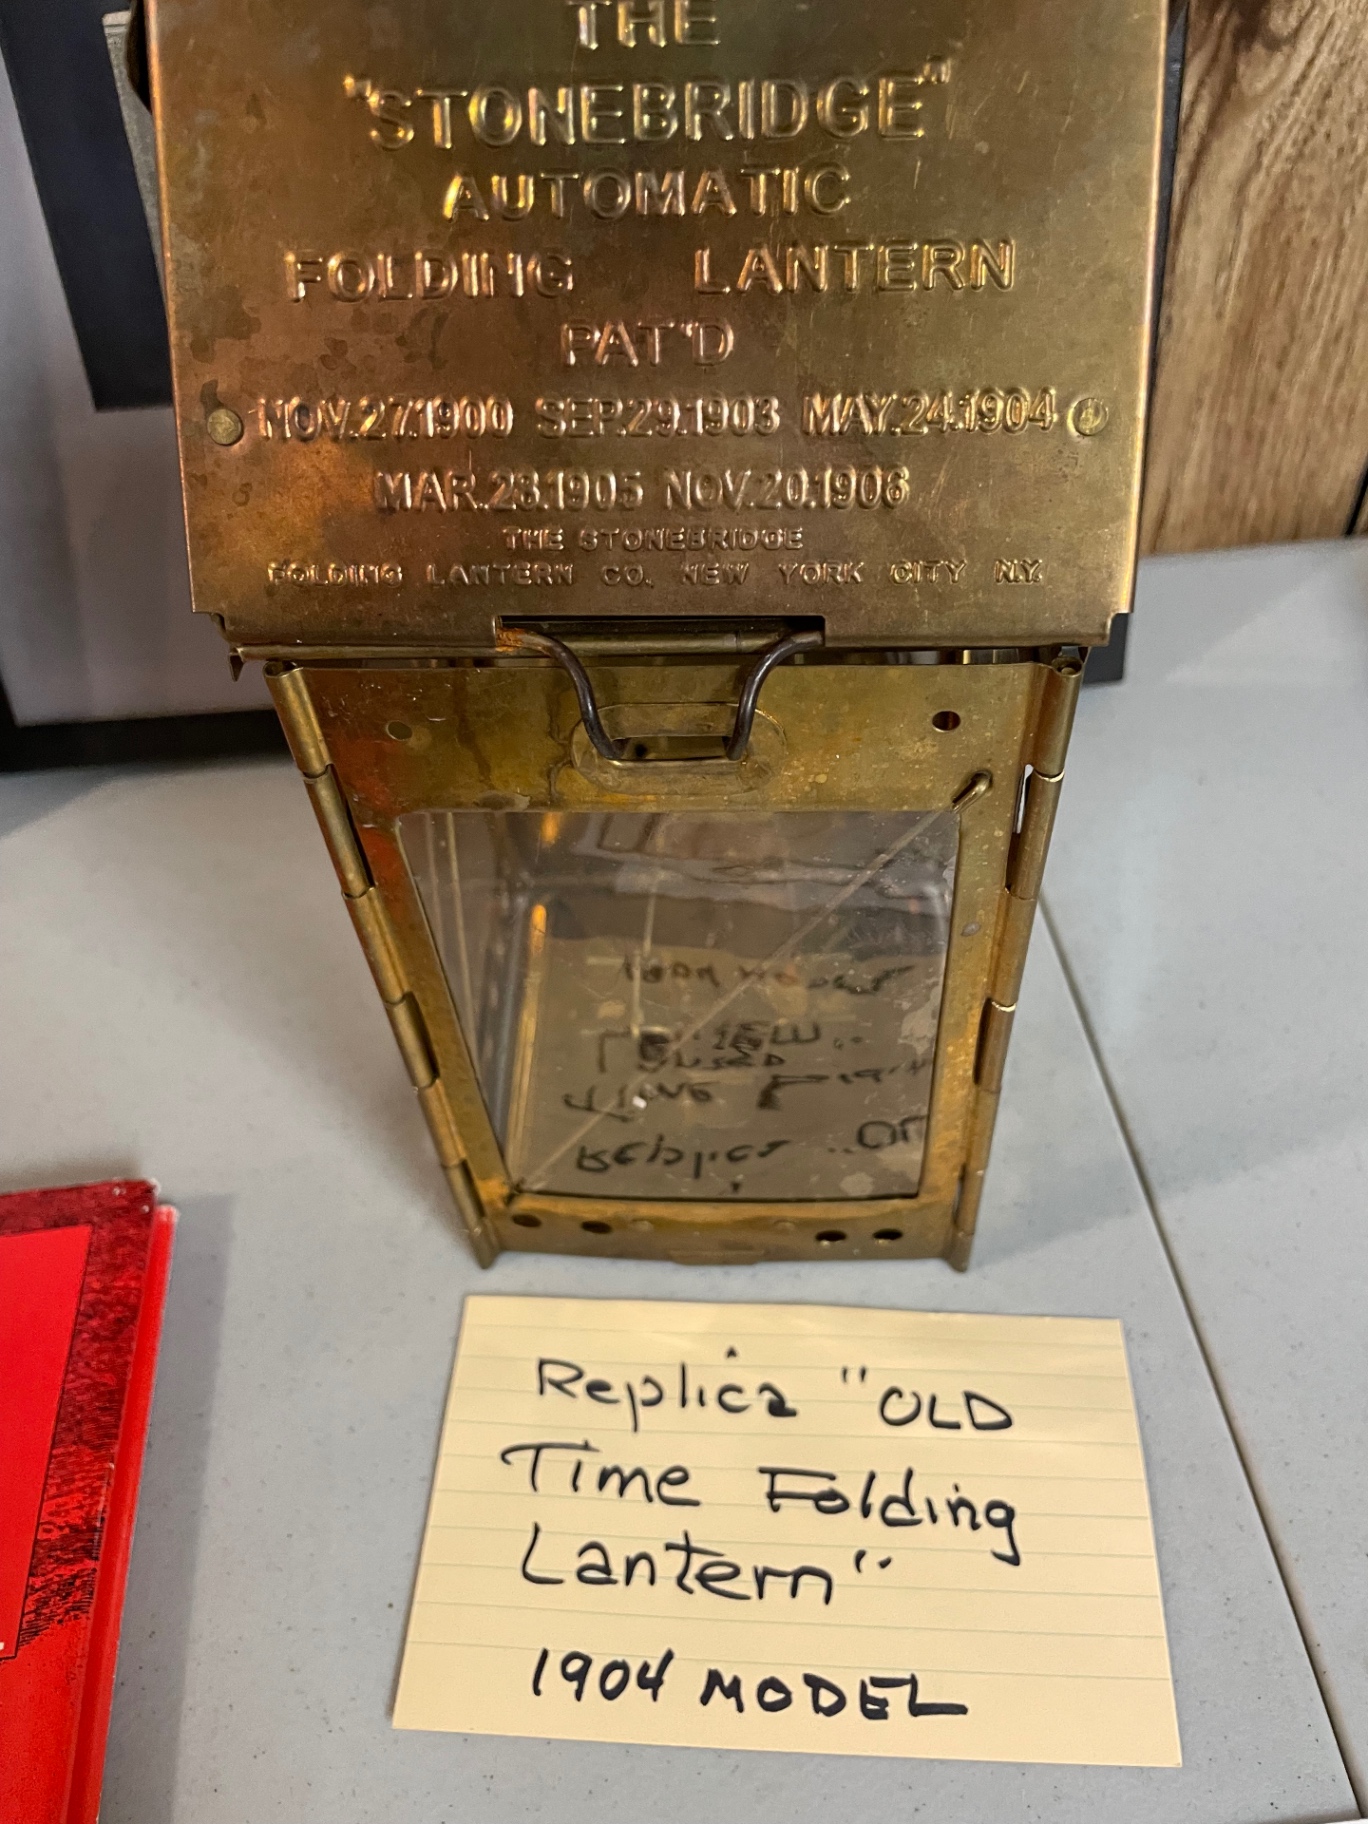 THE
"STONEBRIDGE"
AUTOMATIC
FOLDING LANTERN
PAT'D
NOV.27.1900 SEP.29.1903 MAY.24.1904
MAR.28.1905 NOV.20.1906
THE STONEBRIDGE
FOLDING LANTERN CO. NEW YORK CITY N.Y.
Replica "OLD
Time Folding
Lantern"
1904 MODEL